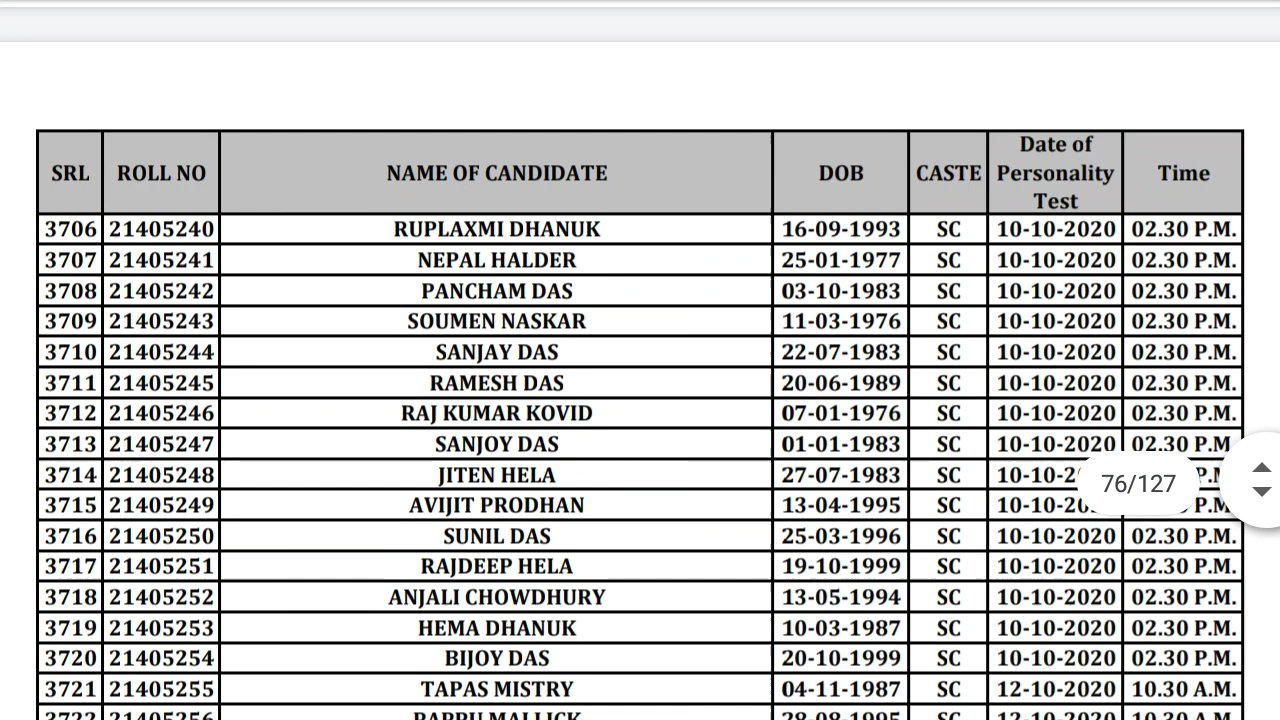 SRL ROLL NO NAME OF CANDIDATE DOB CASTE Date of Personality Test Time
3706 21405240 RUPLAXMI DHANUK 16-09-1993 SC 10-10-2020 02.30 P.M.
3707 21405241 NEPAL HALDER 25-01-1977 SC 10-10-2020 02.30 P.M.
3708 21405242 PANCHAM DAS 03-10-1983 SC 10-10-2020 02.30 P.M.
3709 21405243 SOUMEN NASKAR 11-03-1976 SC 10-10-2020 02.30 P.M.
3710 21405244 SANJAY DAS 22-07-1983 SC 10-10-2020 02.30 P.M.
3711 21405245 RAMESH DAS 20-06-1989 SC 10-10-2020 02.30 P.M.
3712 21405246 RAJ KUMAR KOVID 07-01-1976 SC 10-10-2020 02.30 P.M.
3713 21405247 SANJOY DAS 01-01-1983 SC 10-10-2020 02.30 P.M
3714 21405248 JITEN HELA 27-07-1983 SC
76/127
3715 21405249 AVIJIT PRODHAN 13-04-1995 SC
3716 21405250 SUNIL DAS 25-03-1996 SC 10-10-2020 02.30 P.M.
3717 21405251 RAJDEEP HELA 19-10-1999 SC 10-10-2020 02.30 P.M.
3718 21405252 ANJALI CHOWDHURY 13-05-1994 SC 10-10-2020 02.30 P.M.
3719 21405253 HEMA DHANUK 10-03-1987 SC 10-10-2020 02.30 P.M.
3720 21405254 BIJOY DAS 20-10-1999 SC 10-10-2020 02.30 P.M.
3721 21405255 TAPAS MISTRY 04-11-1987 SC 12-10-2020 10.30 A.M.